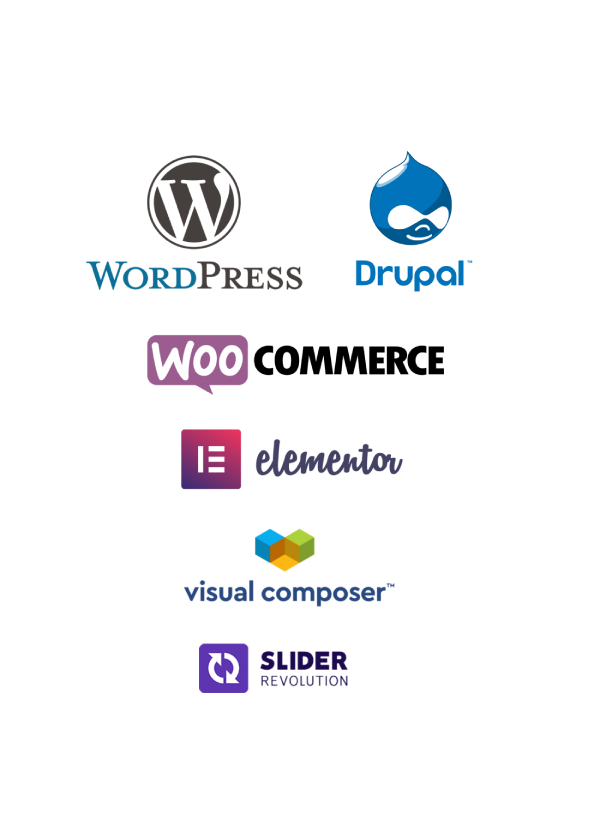 WORDPRESS
Drupal™
WOO COMMERCE
elementor
visual composer™
SLIDER
REVOLUTION